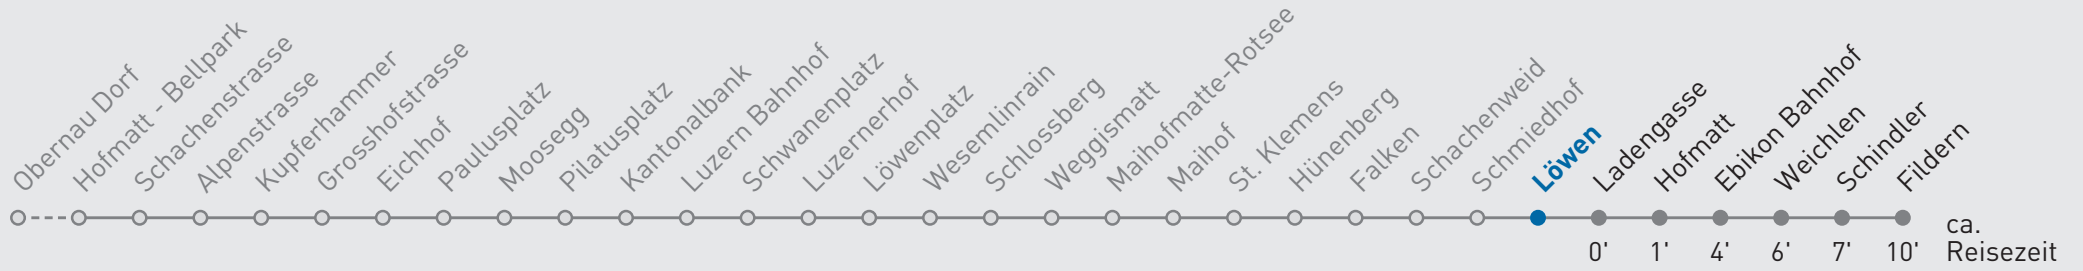 Obernau Dorf
Hofmatt - Bellpark
Schachenstrasse
Alpenstrasse
Kupferhammer
Grosshofstrasse
Eichhof
Paulusplatz
Moosegg
Pilatusplatz
Kantonalbank
Luzern Bahnhof
Schwanenplatz
Luzernerhof
Löwenplatz
Wesemlinrain
Schlossberg
Weggismatt
Maihofmatte-Rotsee
Maihof
St. Klemens
Hünenberg
Falken
Schachenweid
Schmiedhof
Löwen
Ladengasse
Hofmatt
Ebikon Bahnhof
Weichlen
Schindler
Fildern
0' 1' 4' 6' 7' 10'
ca.
Reisezeit